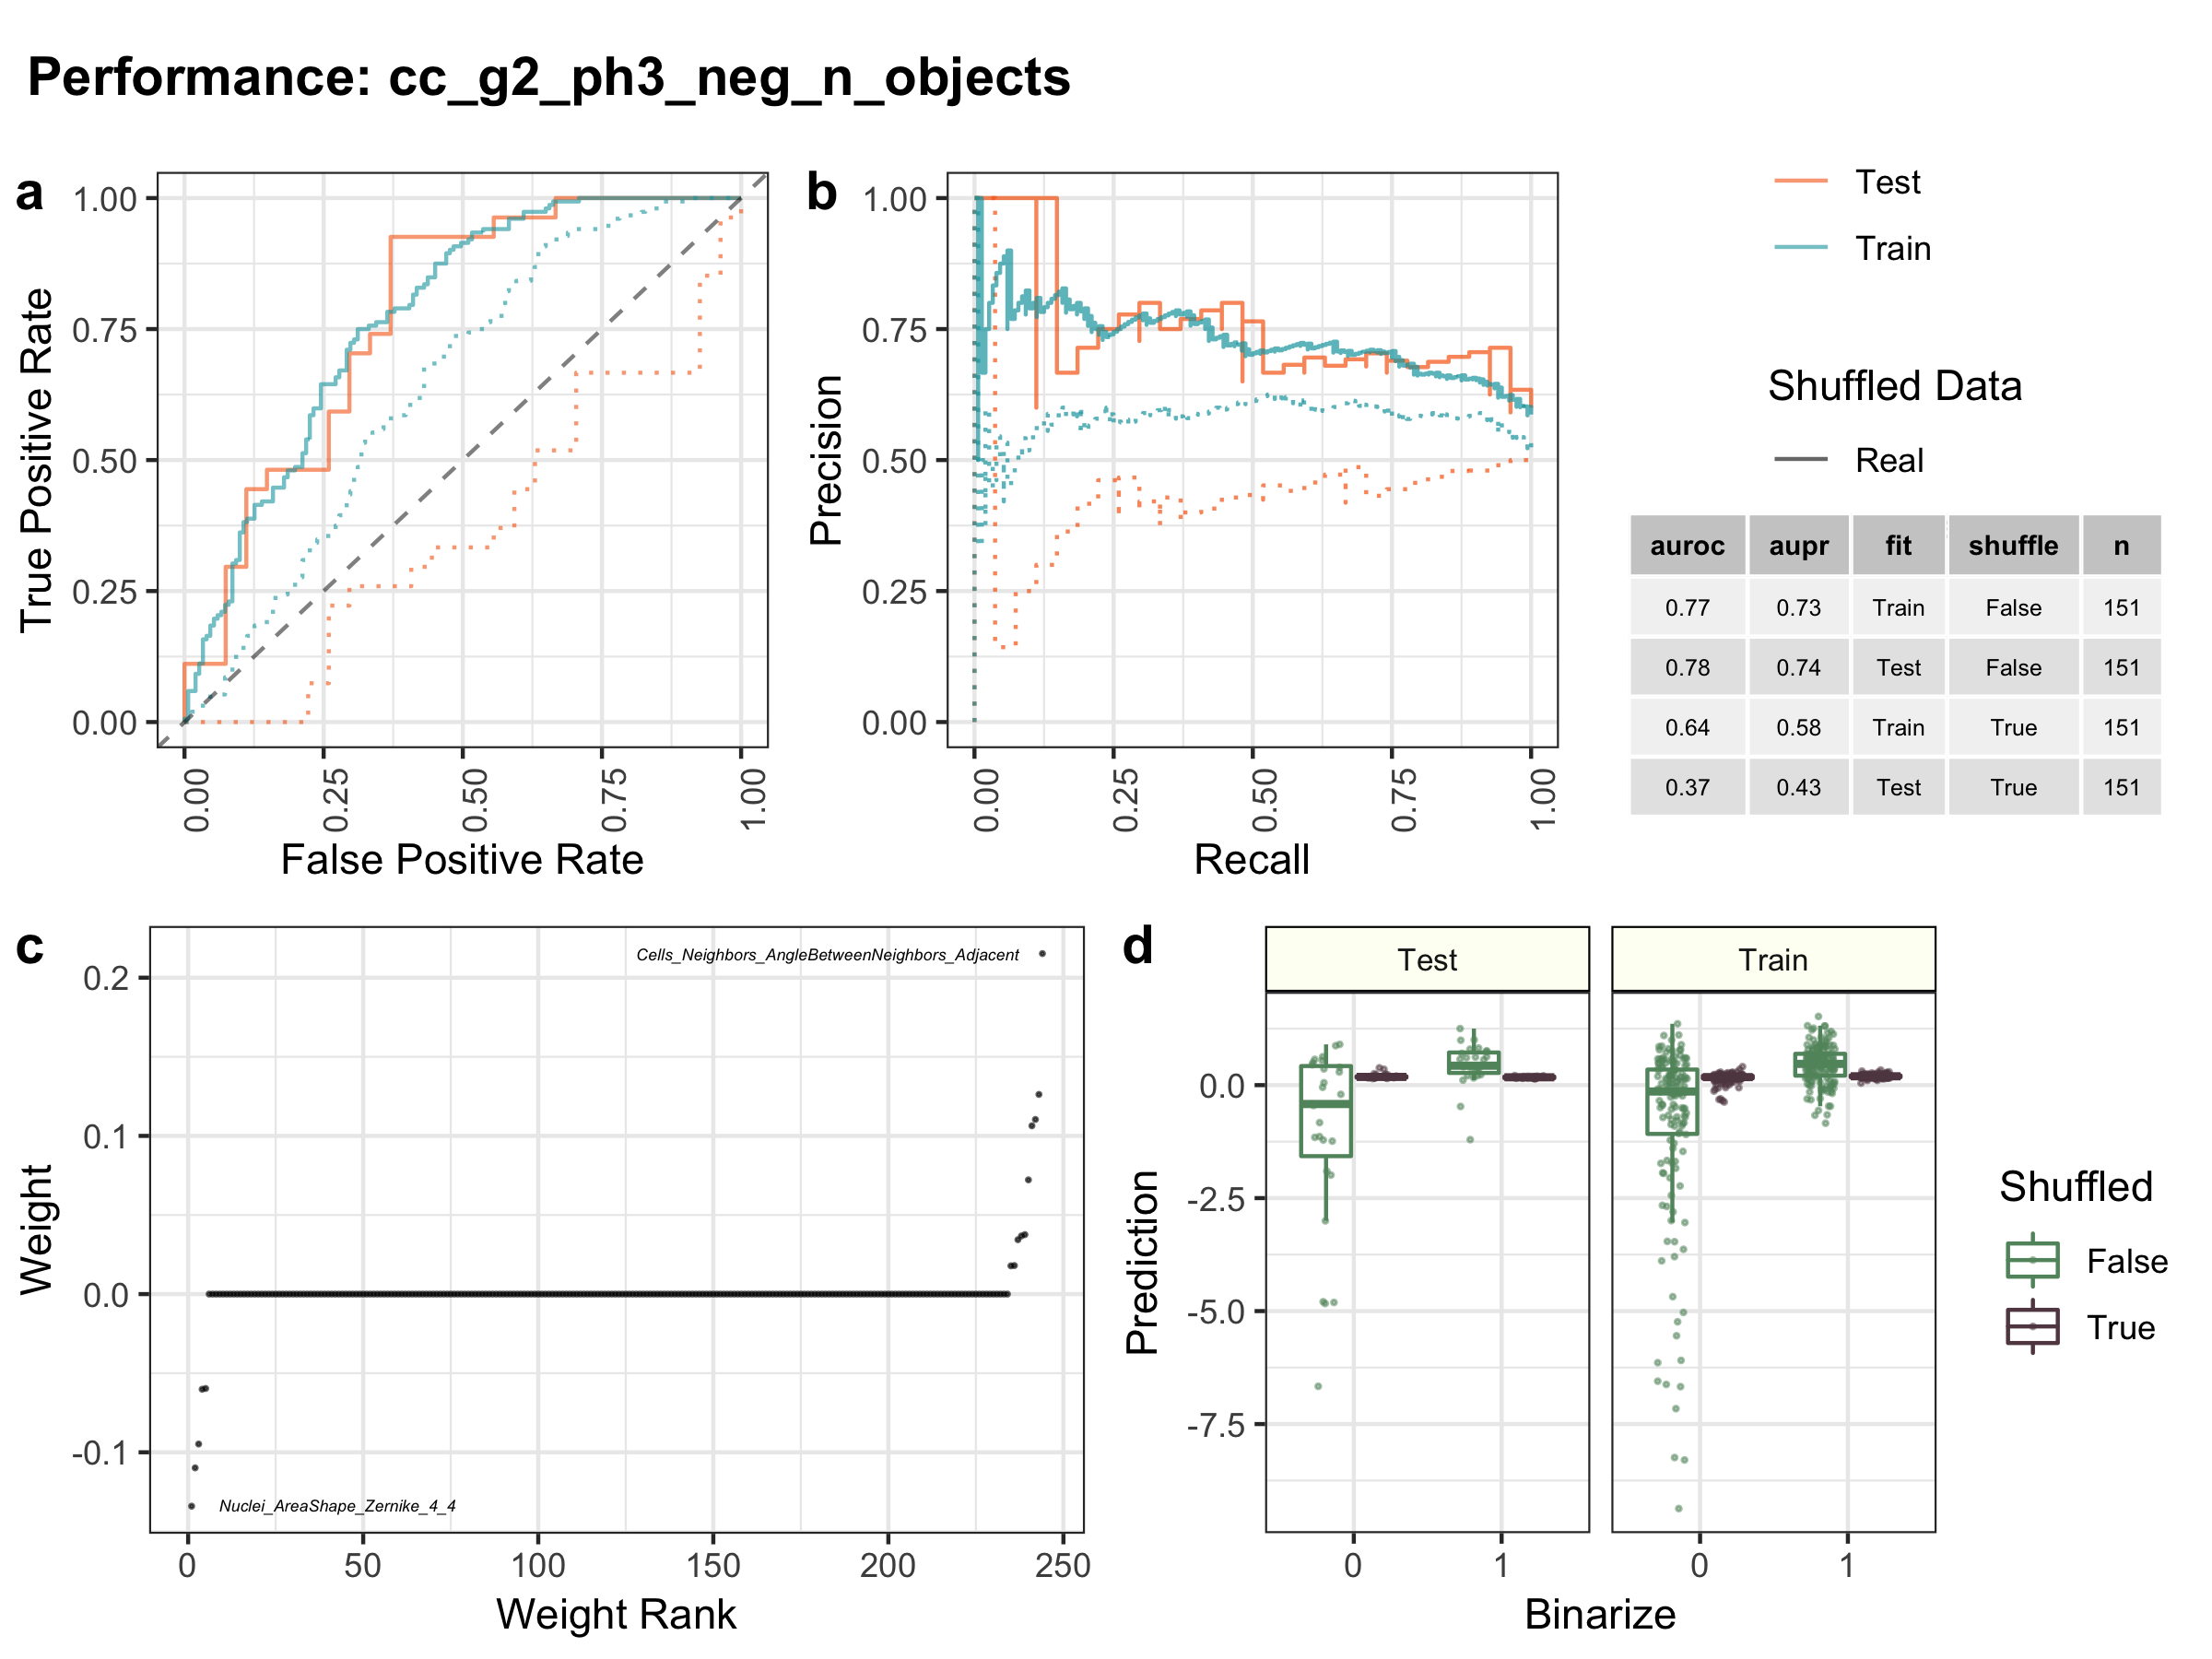 Performance: cc_g2_ph3_neg_n_objects
a
1.00
0.75
0.50
0.25
0.00
True Positive Rate
0.00
0.25
0.50
0.75
1.00
False Positive Rate
b
1.00
0.75
0.50
0.25
0.00
Precision
0.00
0.25
0.50
0.75
1.00
Recall
Test
Train
Shuffled Data
Real
auroc aupr fit shuffle n
0.77 0.73 Train False 151
0.78 0.74 Test False 151
0.64 0.58 Train True 151
0.37 0.43 Test True 151
c
0.2
0.1
0.0
-0.1
Weight
Cells_Neighbors_AngleBetweenNeighbors_Adjacent
Nuclei_AreaShape_Zernike_4_4
0 50 100 150 200 250
Weight Rank
d
Test Train
0.0
-2.5
-5.0
-7.5
Prediction
0 1 0 1
Binarize
Shuffled
False
True